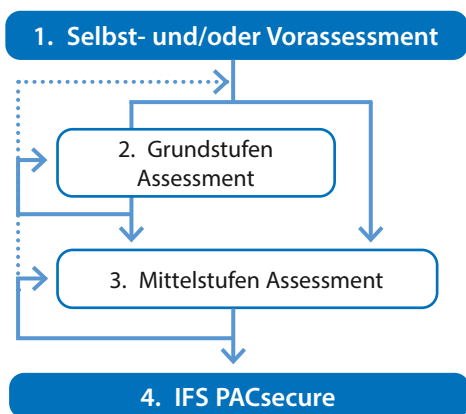 1. Selbst- und/oder Vorassessment
2. Grundstufen
Assessment
3. Mittelstufen Assessment
4. IFS PACsecure